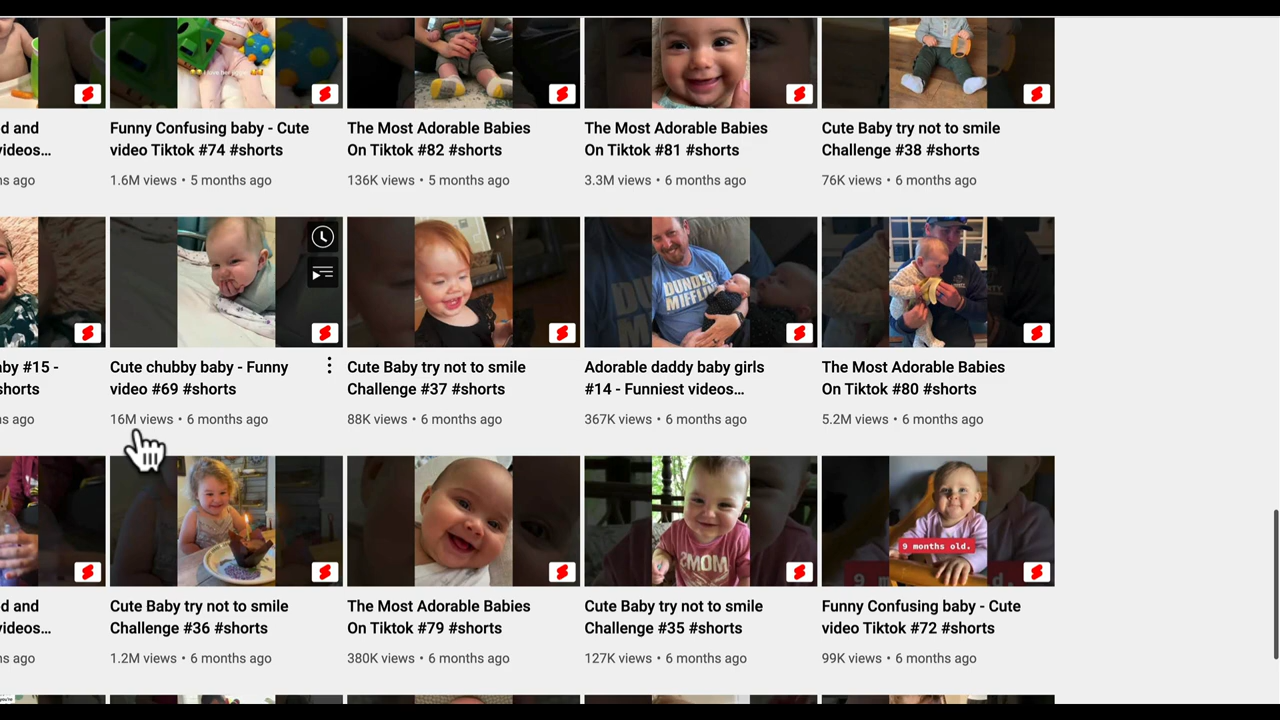 d and
videos...
ns ago
Funny Confusing baby - Cute
video Tiktok #74 #shorts
1.6M views • 5 months ago
The Most Adorable Babies
On Tiktok #82 #shorts
136K views • 5 months ago
The Most Adorable Babies
On Tiktok #81 #shorts
3.3M views • 6 months ago
Cute Baby try not to smile
Challenge #38 #shorts
76K views • 6 months ago
aby #15 -
shorts
ns ago
Cute chubby baby - Funny
video #69 #shorts
16M views • 6 months ago
Cute Baby try not to smile
Challenge #37 #shorts
88K views • 6 months ago
DUNDER
MIFFLIN
Adorable daddy baby girls
#14 - Funniest videos...
367K views • 6 months ago
The Most Adorable Babies
On Tiktok #80 #shorts
5.2M views • 6 months ago
d and
videos...
ns ago
Cute Baby try not to smile
Challenge #36 #shorts
1.2M views • 6 months ago
The Most Adorable Babies
On Tiktok #79 #shorts
380K views • 6 months ago
MOM
Cute Baby try not to smile
Challenge #35 #shorts
127K views • 6 months ago
9 months old.
Funny Confusing baby - Cute
video Tiktok #72 #shorts
99K views • 6 months ago